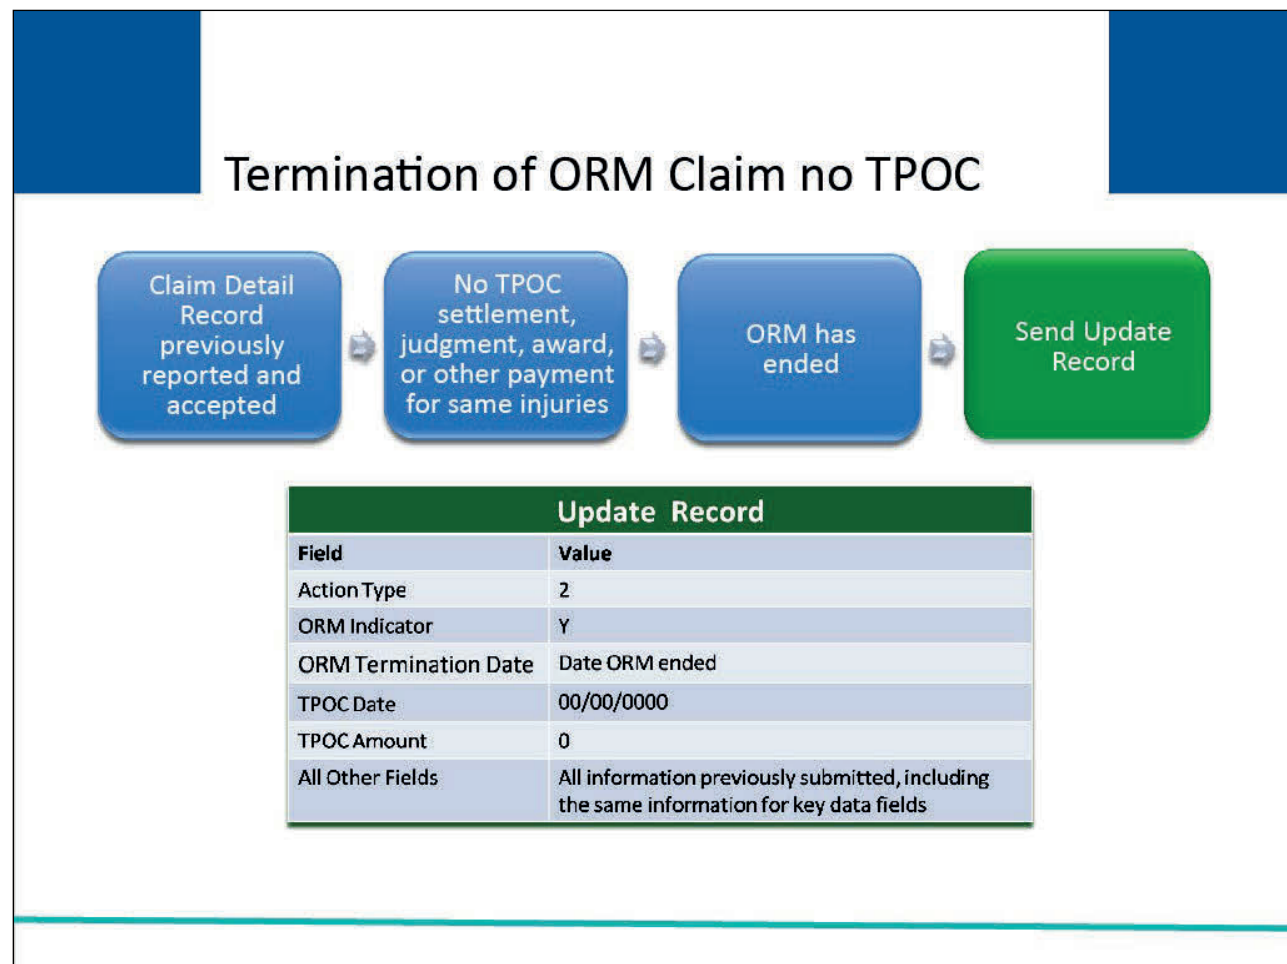 Termination of ORM Claim no TPOC
Claim Detail
Record
previously
reported and
accepted
No TPOC
settlement,
judgment, award,
or other payment
for same injuries
ORM has
ended
Send Update
Record
Update Record
Field Value
Action Type 2
ORM Indicator Y
ORM Termination Date Date ORM ended
TPOC Date 00/00/0000
TPOC Amount 0
All Other Fields All information previously submitted, including
the same information for key data fields